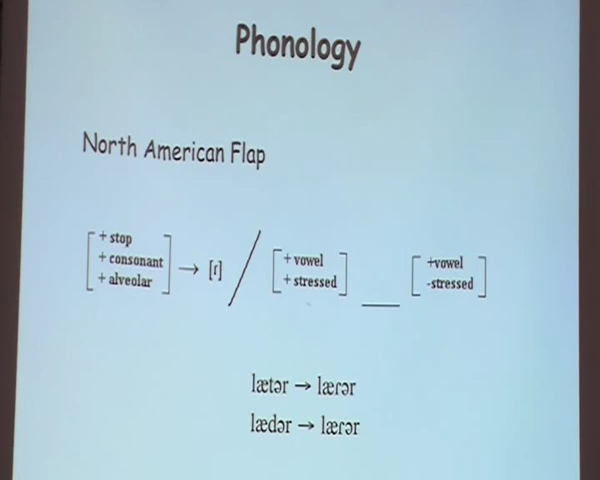 Phonology
North American Flap
+ stop
+ consonant
+ alveolar
→ [ɾ] /
+ vowel
+ stressed
___
+vowel
-stressed
lætər → læɾər
lædər → læɾər